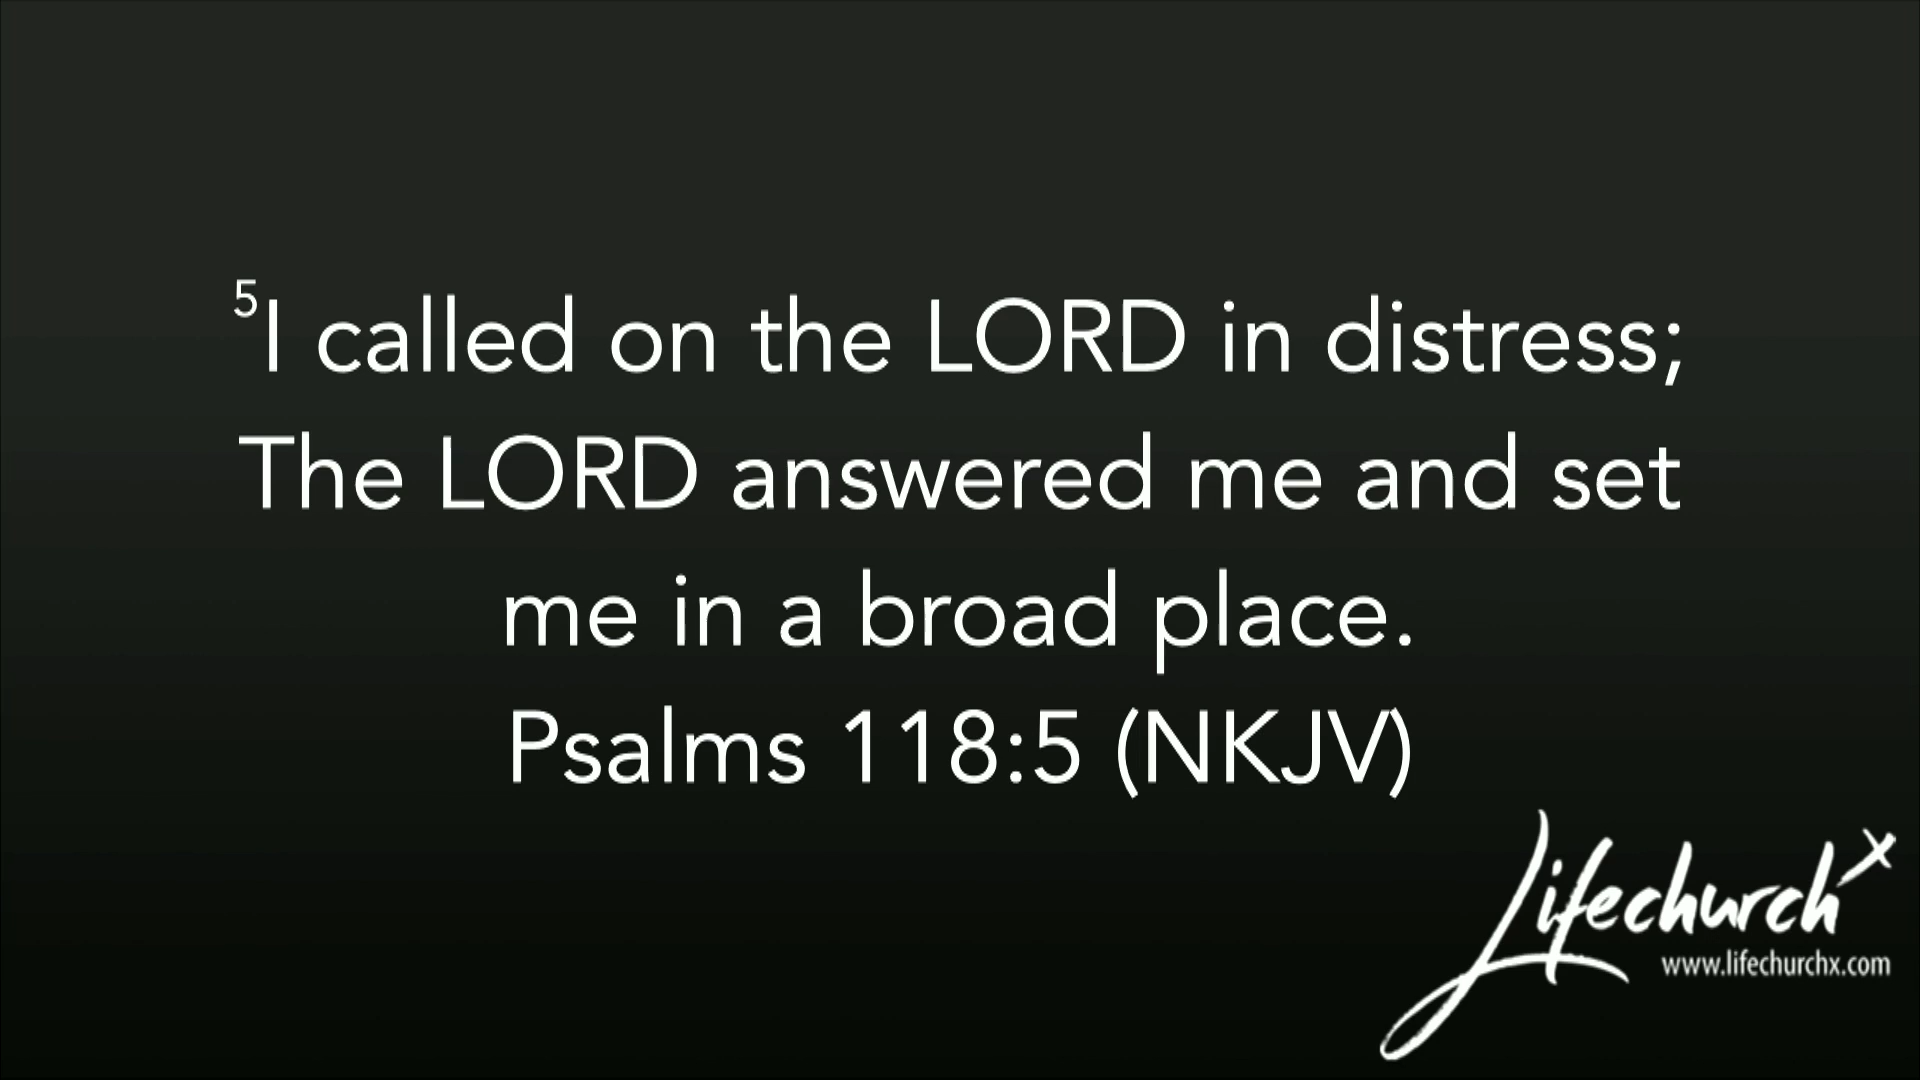 ⁵I called on the LORD in distress;
The LORD answered me and set
me in a broad place.
Psalms 118:5 (NKJV)
Lifechurch x
www.lifechurchx.com